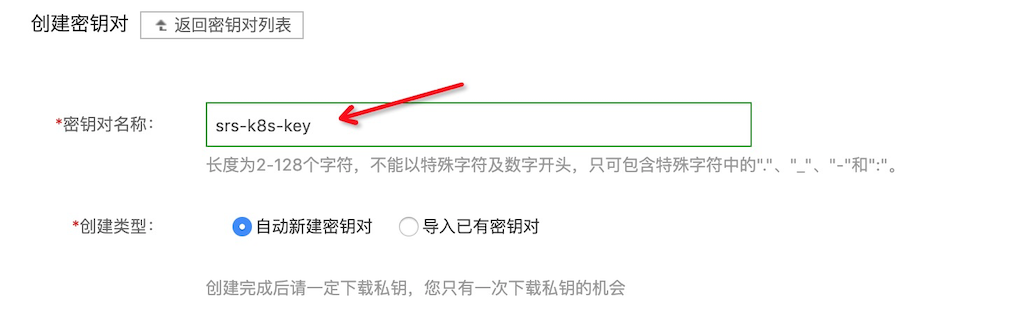 创建密钥对 返回密钥对列表
*密钥对名称： srs-k8s-key
长度为2-128个字符，不能以特殊字符及数字开头，只可包含特殊字符中的"."、"_"、"-"和":"。
*创建类型： 自动新建密钥对 导入已有密钥对
创建完成后请一定下载私钥，您只有一次下载私钥的机会